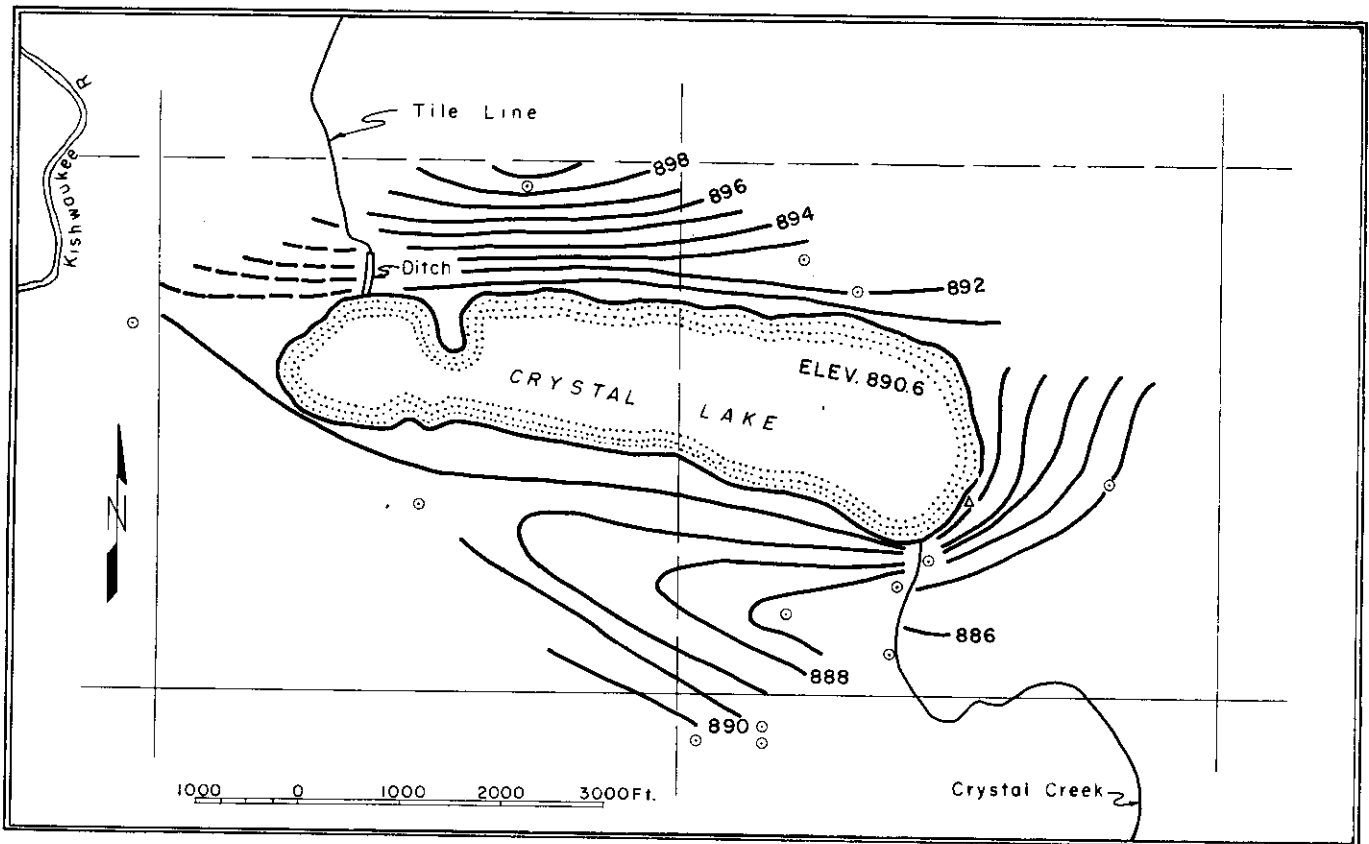 Kishwaukee R
Tile Line
898
896
894
Ditch
892
ELEV. 890.6
CRYSTAL LAKE
N
886
888
890
1000 0 1000 2000 3000 Ft.
Crystal Creek